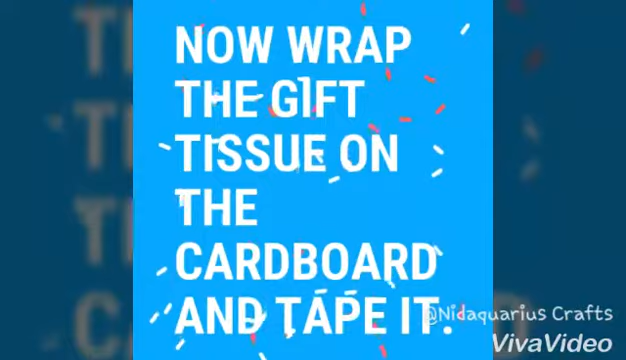 NOW WRAP
THE GIFT
TISSUE ON
THE
CARDBOARD
AND TAPE IT.
@Nidaquarius Crafts
VivaVideo